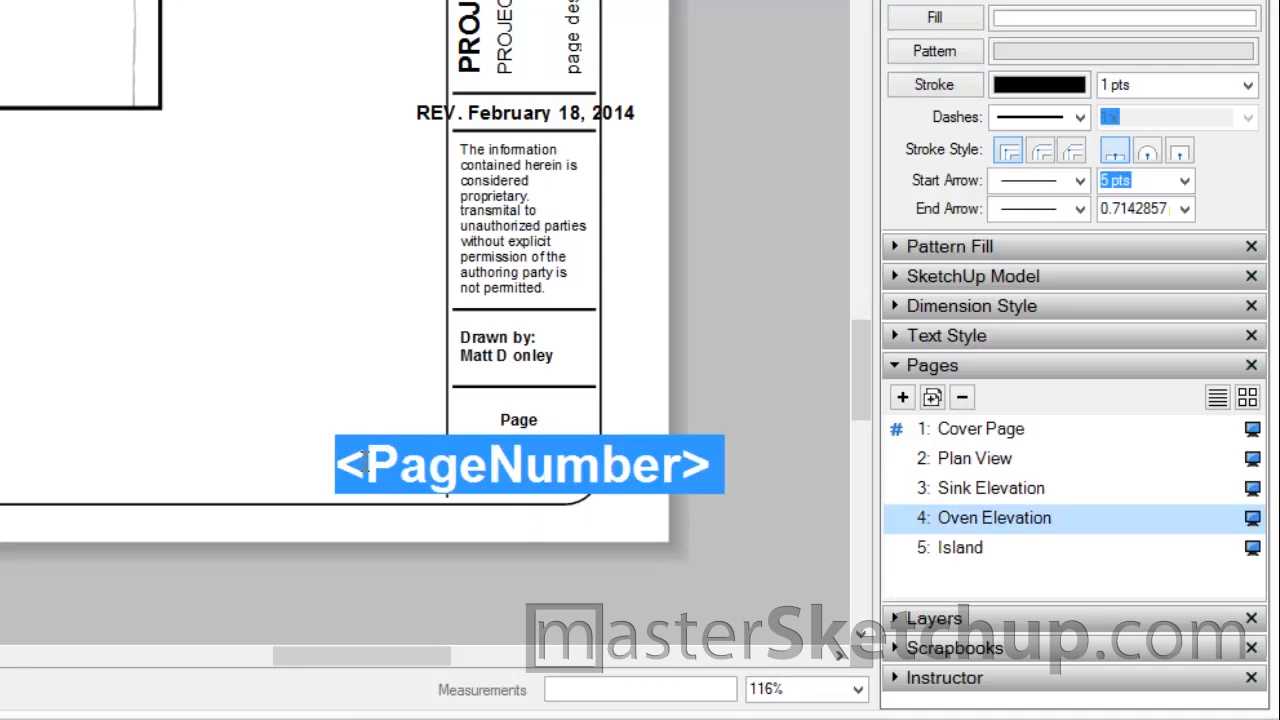 PROJ
PROJEC
page des
REV. February 18, 2014
The information
contained herein is
considered
proprietary.
transmital to
unauthorized parties
without explicit
permission of the
authoring party is
not permitted.
Drawn by:
Matt Donley
Page
<PageNumber>
Fill
Pattern
Stroke
1 pts
Dashes:
1 x
Stroke Style:
Start Arrow:
5 pts
End Arrow:
0.7142857
Pattern Fill
SketchUp Model
Dimension Style
Text Style
Pages
# 1: Cover Page
2: Plan View
3: Sink Elevation
4: Oven Elevation
5: Island
Layers
Scrapbooks
Instructor
masterSketchup.com
Measurements
116%